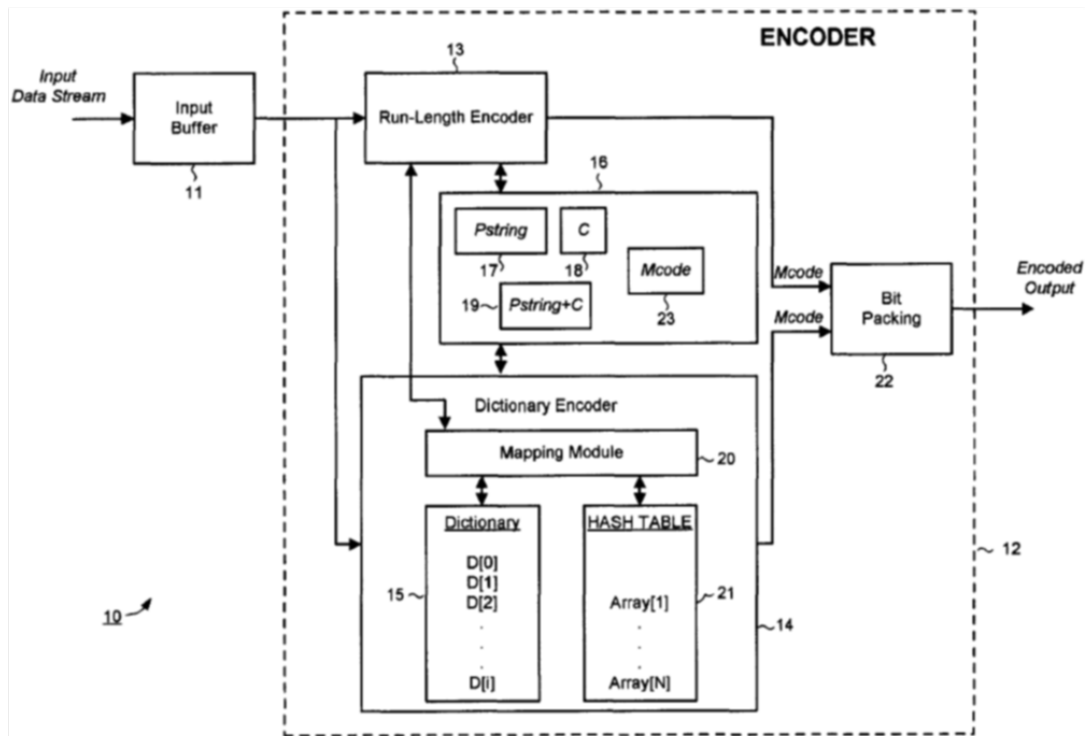 ENCODER
13
Input
Data Stream
Input
Buffer
11
Run-Length Encoder
16
Pstring
17
C
18
Mcode
23
19
Pstring+C
Mcode
Mcode
Bit
Packing
22
Encoded
Output
Dictionary Encoder
Mapping Module
20
Dictionary
D[0]
D[1]
D[2]
.
.
.
D[i]
15
HASH TABLE
Array[1]
.
.
.
Array[N]
21
14
12
10